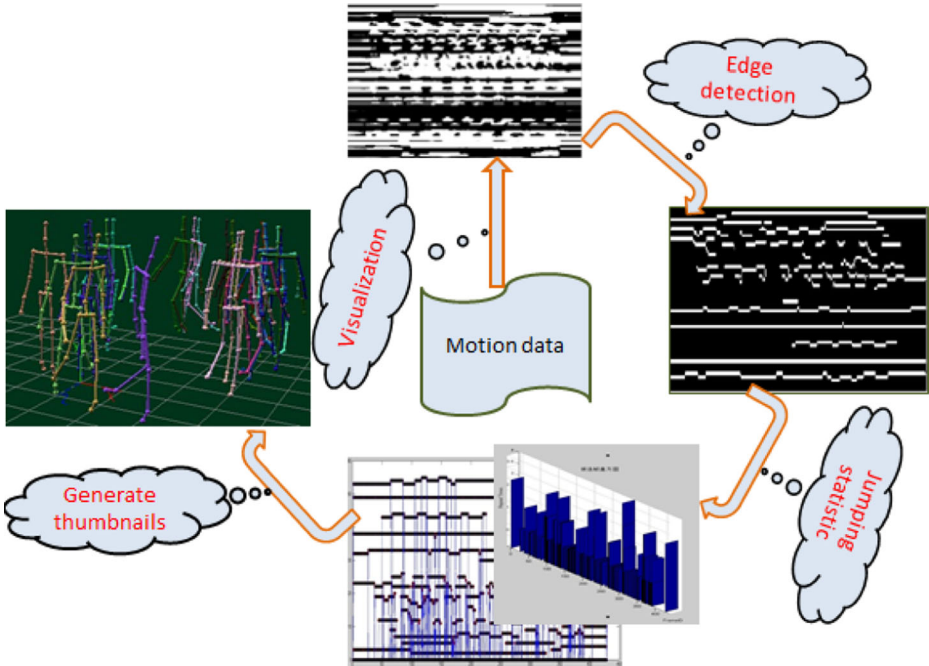 Edge
detection
Visualization
Motion data
Generate
thumbnails
Jumping
statistic